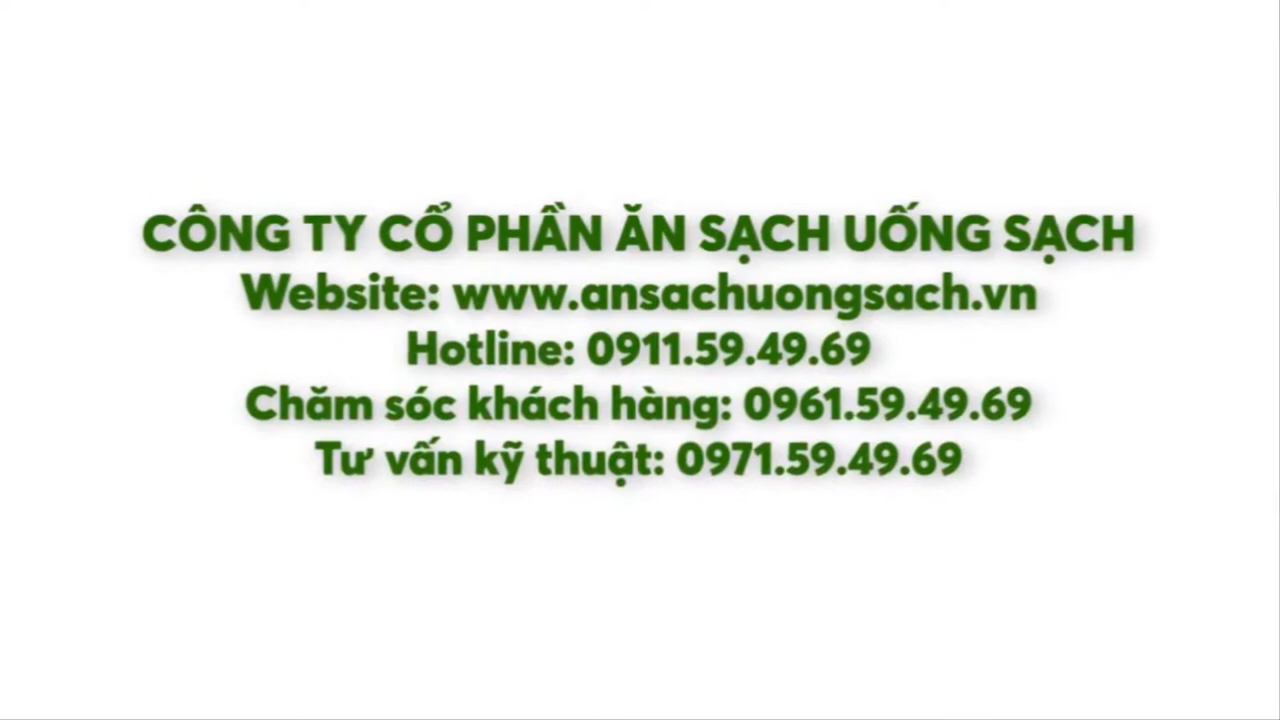 CÔNG TY CỔ PHẦN ĂN SẠCH UỐNG SẠCH
Website: www.ansachuongsach.vn
Hotline: 0911.59.49.69
Chăm sóc khách hàng: 0961.59.49.69
Tư vấn kỹ thuật: 0971.59.49.69